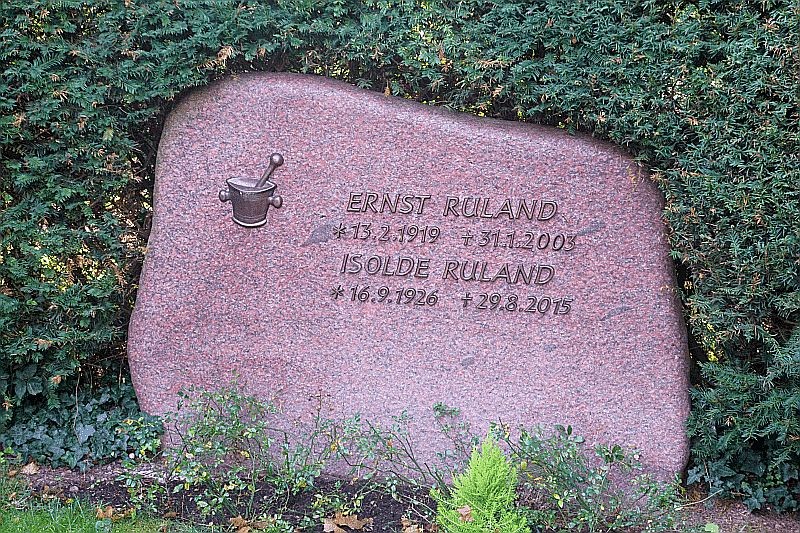 ERNST RULAND
*13.2.1919 †31.1.2003
ISOLDE RULAND
*16.9.1926 †29.8.2015